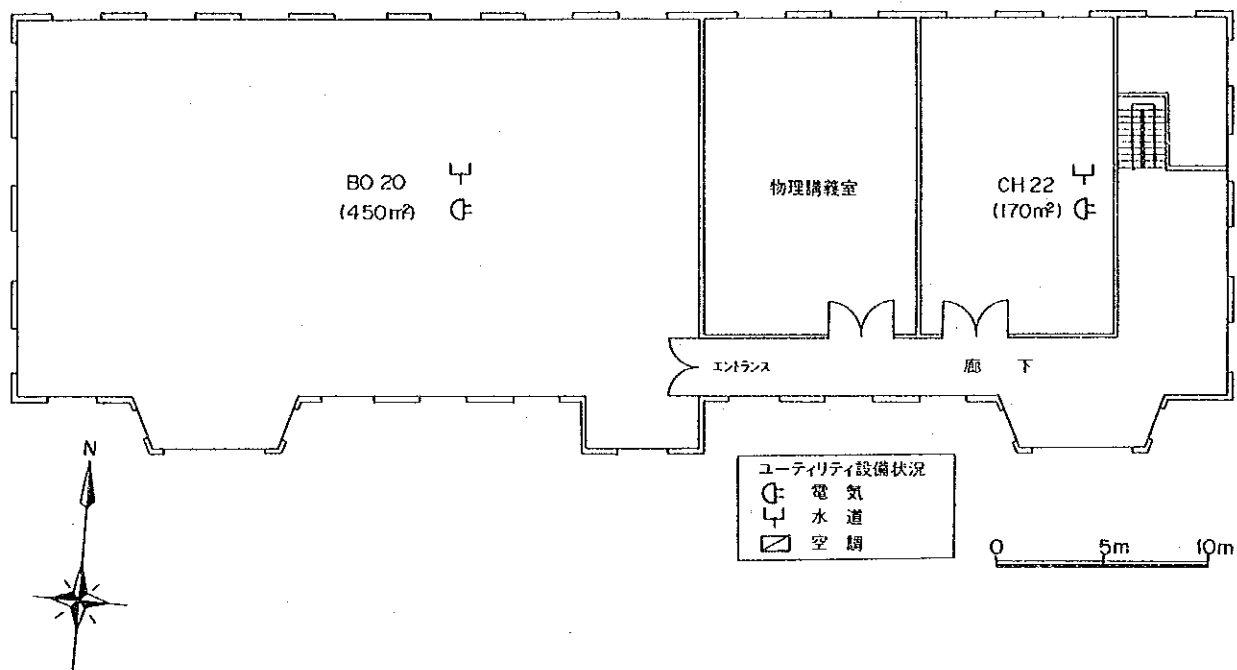 BO 20
(450m²)
物理講義室
CH 22
(170m²)
エントランス
廊下
N
ユーティリティ設備状況
電気
水道
空調
0 5m 10m